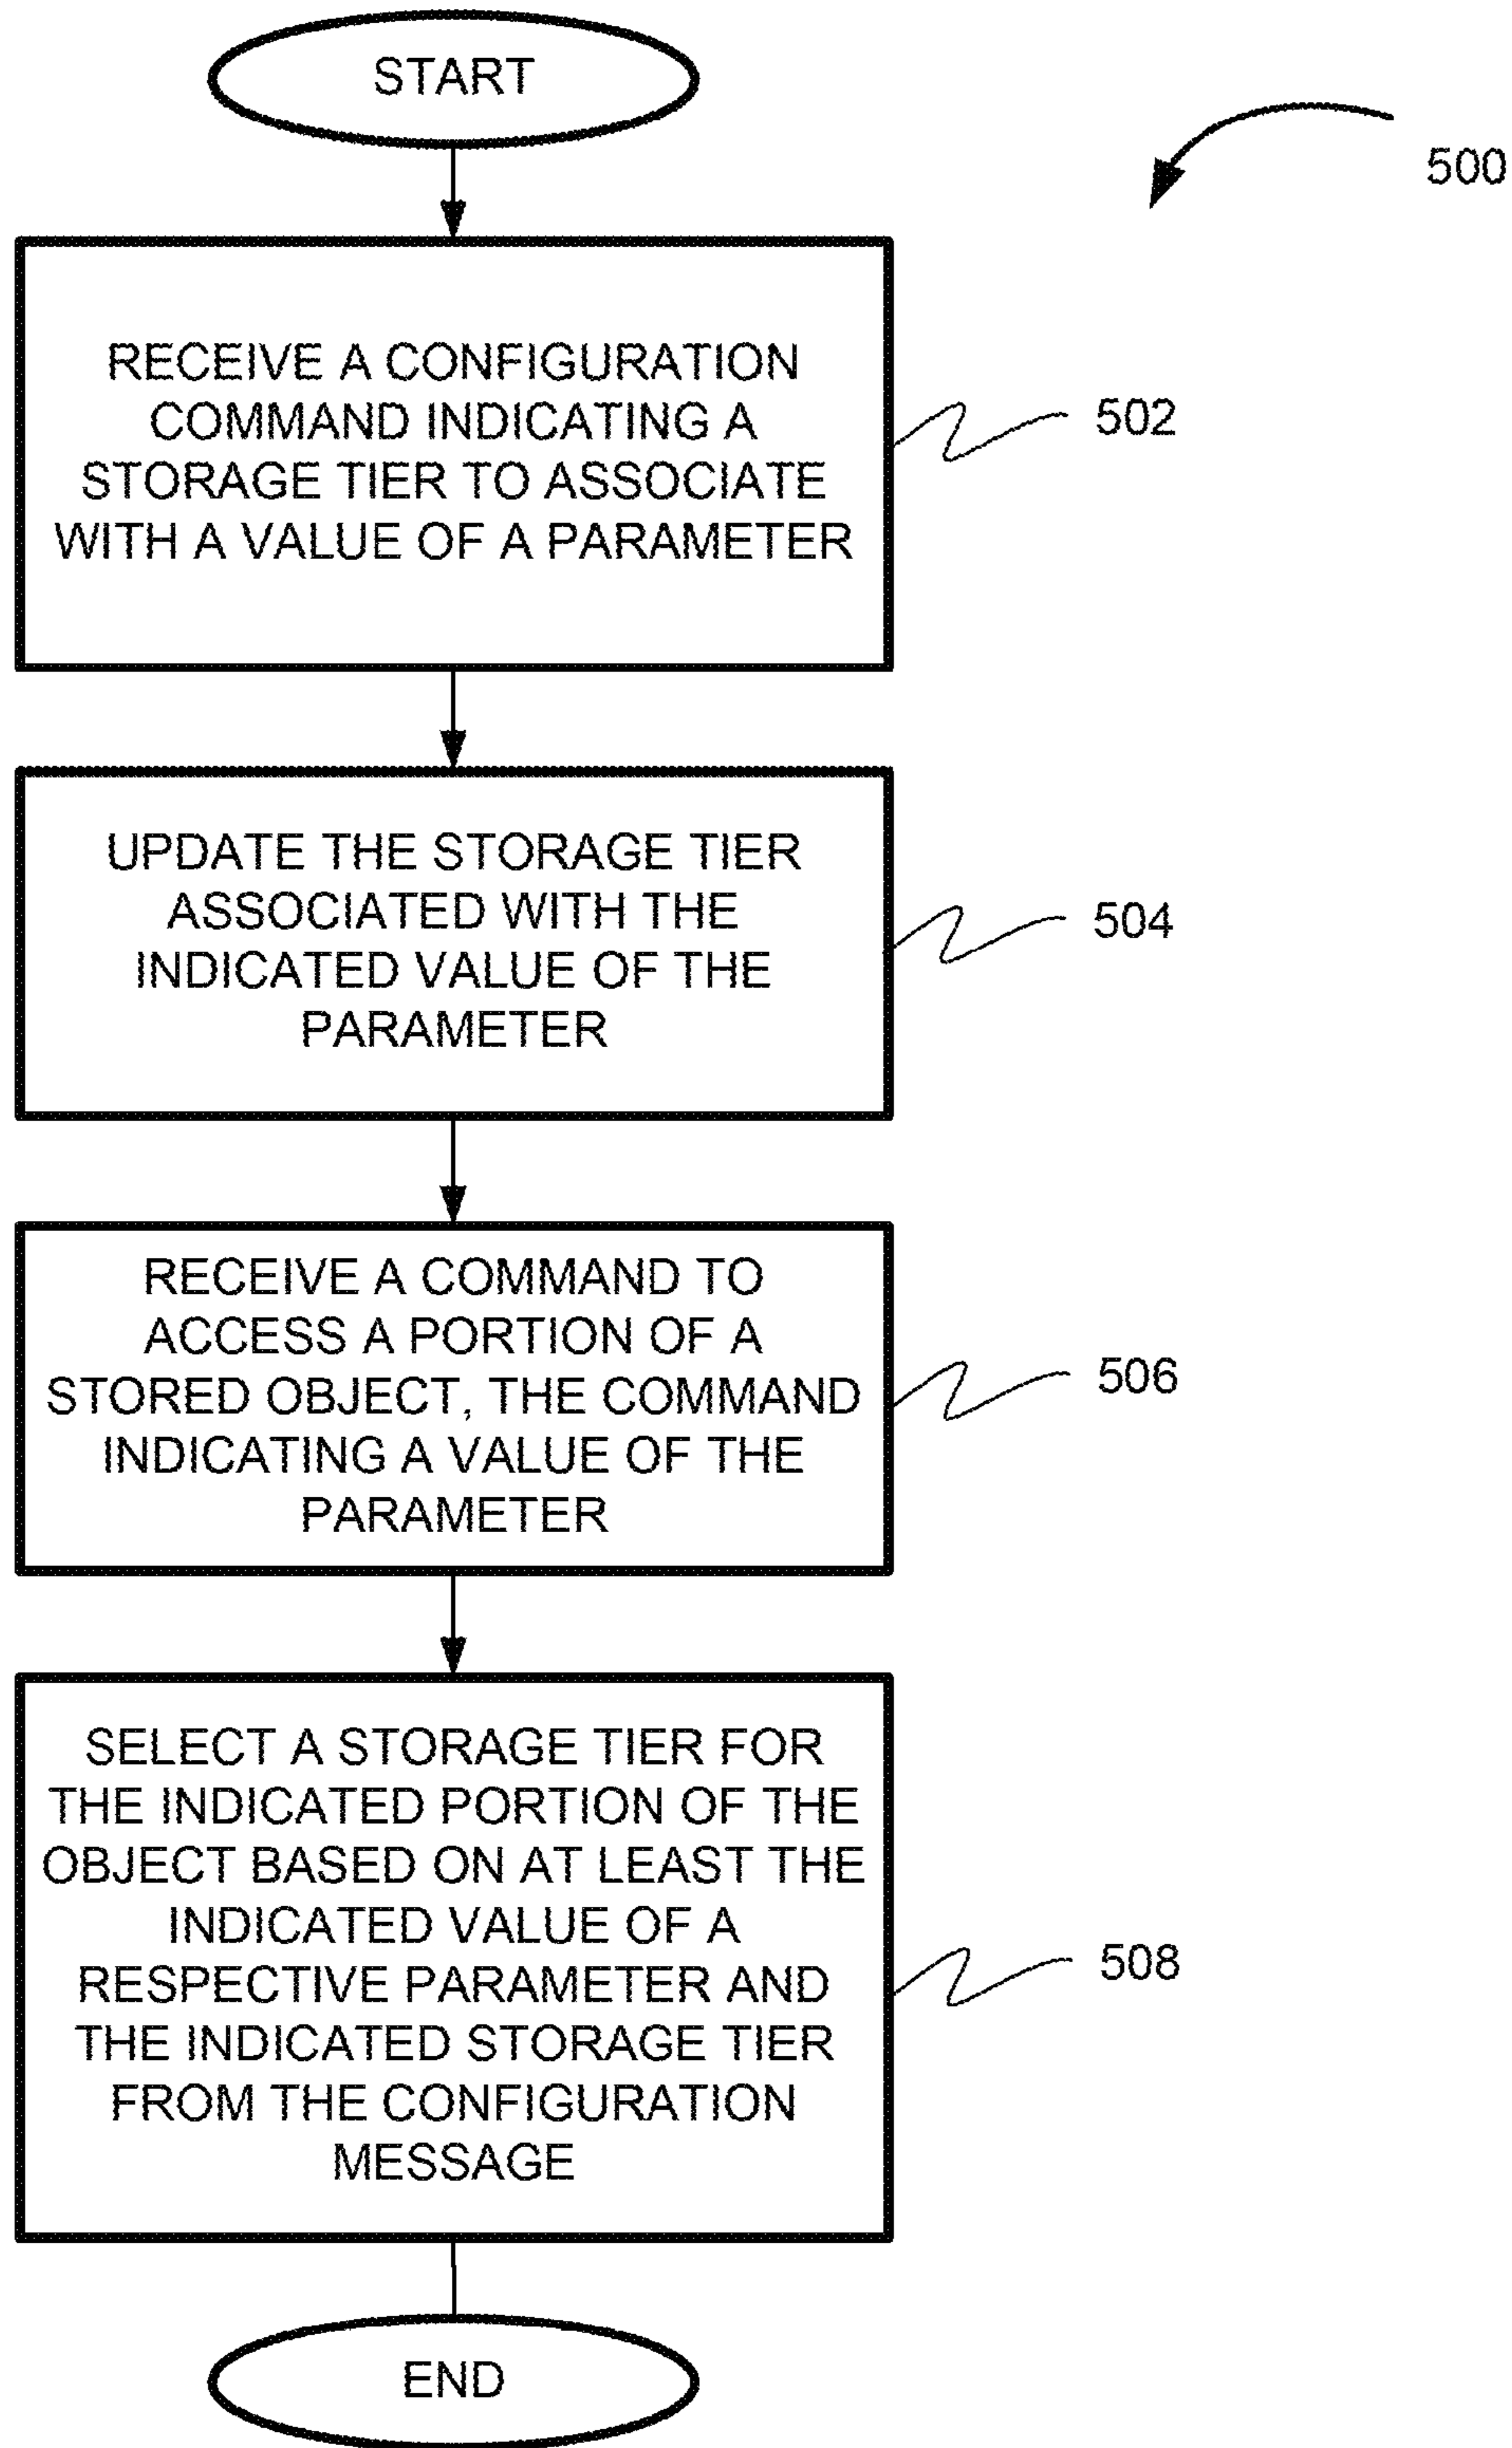 START
500
RECEIVE A CONFIGURATION
COMMAND INDICATING A
STORAGE TIER TO ASSOCIATE
WITH A VALUE OF A PARAMETER
502
UPDATE THE STORAGE TIER
ASSOCIATED WITH THE
INDICATED VALUE OF THE
PARAMETER
504
RECEIVE A COMMAND TO
ACCESS A PORTION OF A
STORED OBJECT, THE COMMAND
INDICATING A VALUE OF THE
PARAMETER
506
SELECT A STORAGE TIER FOR
THE INDICATED PORTION OF THE
OBJECT BASED ON AT LEAST THE
INDICATED VALUE OF A
RESPECTIVE PARAMETER AND
THE INDICATED STORAGE TIER
FROM THE CONFIGURATION
MESSAGE
508
END